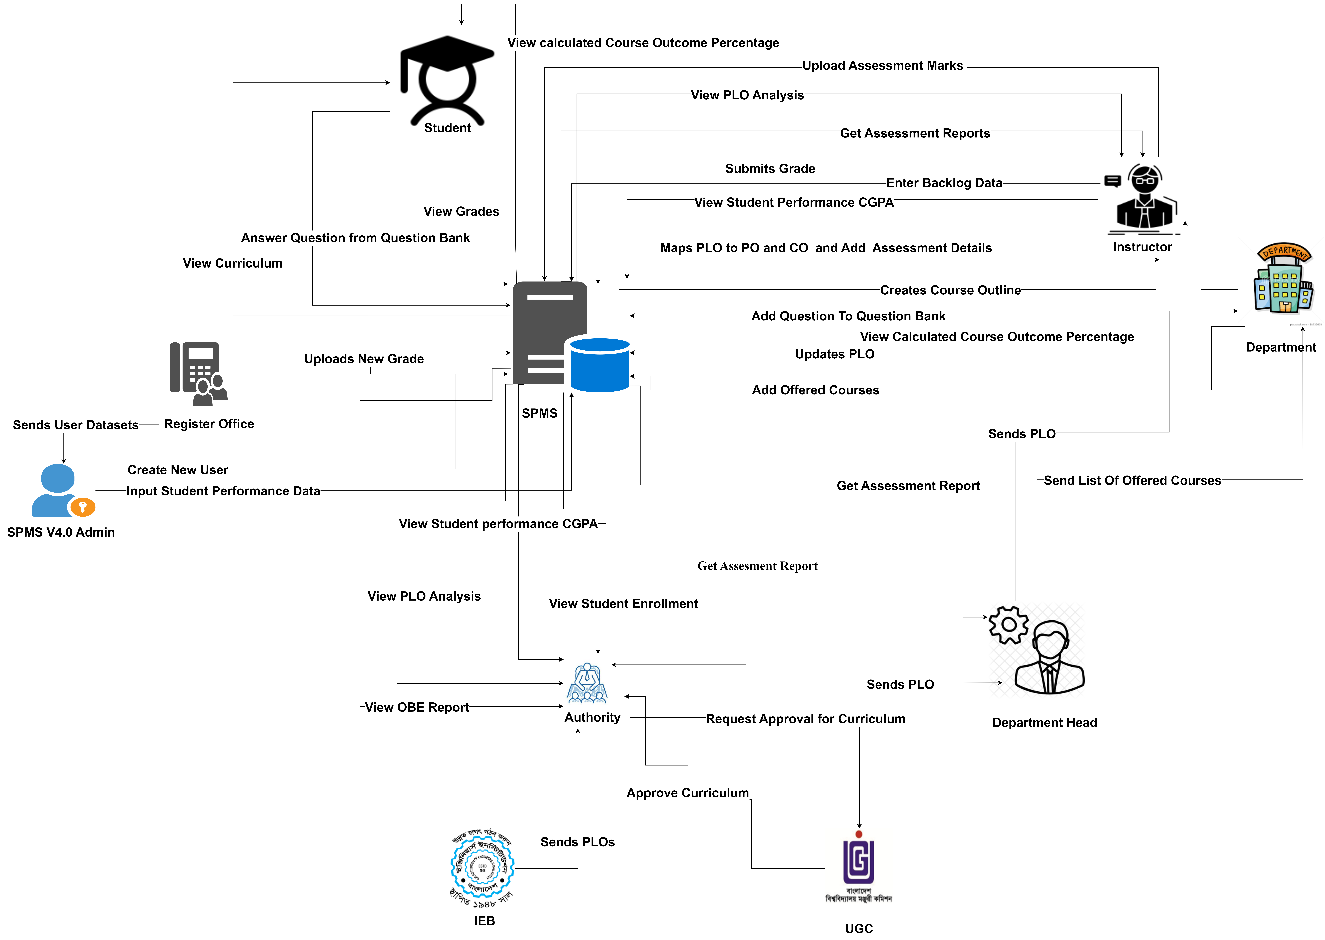 View calculated Course Outcome Percentage
Upload Assessment Marks
View PLO Analysis
Student
Get Assessment Reports
Submits Grade
Enter Backlog Data
View Student Performance CGPA
View Grades
Answer Question from Question Bank
Maps PLO to PO and CO and Add Assessment Details
Instructor
DEPARTMENT
View Curriculum
Creates Course Outline
Add Question To Question Bank
View Calculated Course Outcome Percentage
Department
Uploads New Grade
Updates PLO
Add Offered Courses
SPMS
Sends User Datasets
Register Office
Sends PLO
Create New User
Input Student Performance Data
Get Assessment Report
Send List Of Offered Courses
View Student performance CGPA
SPMS V4.0 Admin
Get Assesment Report
View PLO Analysis
View Student Enrollment
Sends PLO
View OBE Report
Authority
Request Approval for Curriculum
Department Head
Approve Curriculum
Sends PLOs
বাংলাদেশ
বিশ্ববিদ্যালয় মঞ্জুরী কমিশন
IEB
UGC